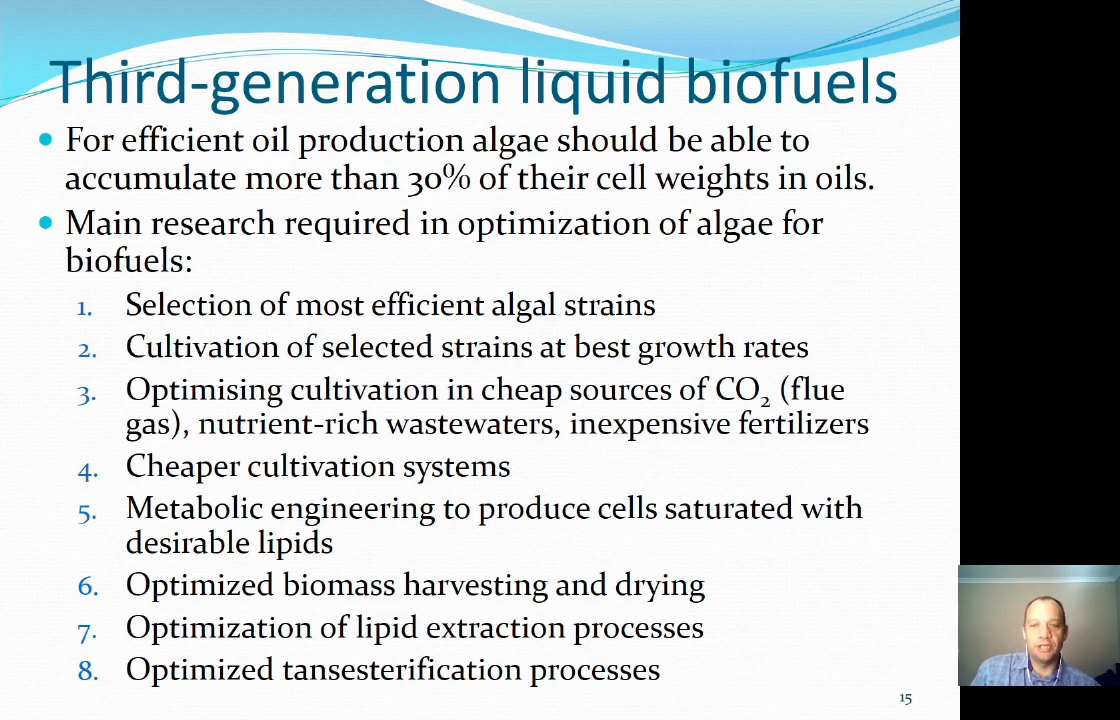 Third-generation liquid biofuels
• For efficient oil production algae should be able to
accumulate more than 30% of their cell weights in oils.
• Main research required in optimization of algae for
biofuels:
1. Selection of most efficient algal strains
2. Cultivation of selected strains at best growth rates
3. Optimising cultivation in cheap sources of CO₂ (flue
gas), nutrient-rich wastewaters, inexpensive fertilizers
4. Cheaper cultivation systems
5. Metabolic engineering to produce cells saturated with
desirable lipids
6. Optimized biomass harvesting and drying
7. Optimization of lipid extraction processes
8. Optimized tansesterification processes
15